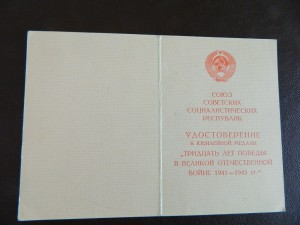 СОЮЗ
СОВЕТСКИХ
СОЦИАЛИСТИЧЕСКИХ
РЕСПУБЛИК
УДОСТОВЕРЕНИЕ
К ЮБИЛЕЙНОЙ МЕДАЛИ
„ТРИДЦАТЬ ЛЕТ ПОБЕДЫ
В ВЕЛИКОЙ ОТЕЧЕСТВЕННОЙ
ВОЙНЕ 1941—1945 гг.“